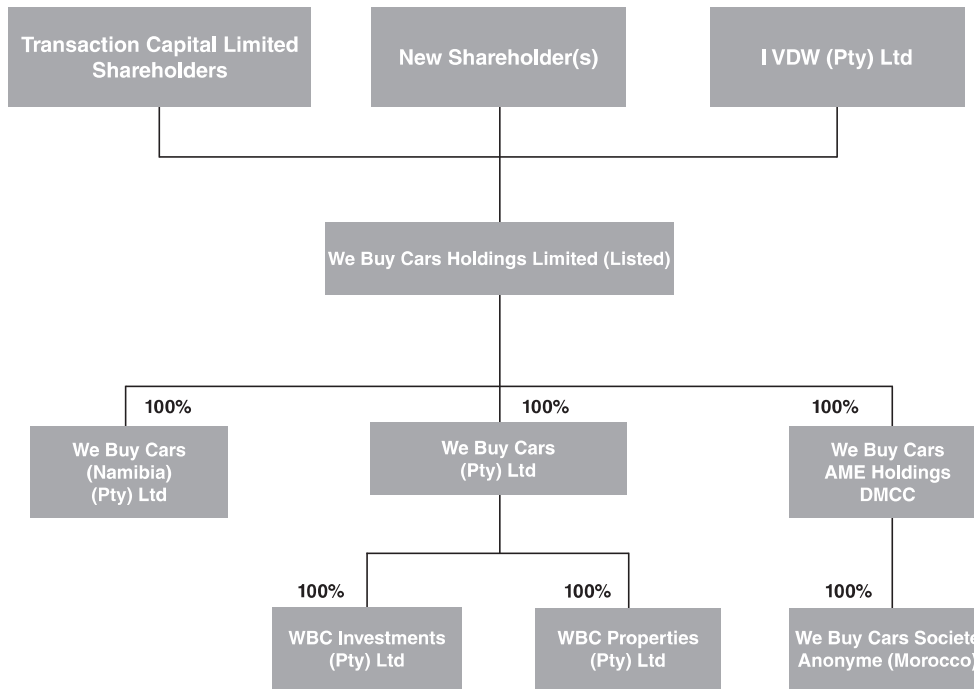 Transaction Capital Limited
Shareholders
New Shareholder(s)
I VDW (Pty) Ltd
We Buy Cars Holdings Limited (Listed)
100%
100%
100%
We Buy Cars
(Namibia)
(Pty) Ltd
We Buy Cars
(Pty) Ltd
We Buy Cars
AME Holdings
DMCC
100%
100%
100%
WBC Investments
(Pty) Ltd
WBC Properties
(Pty) Ltd
We Buy Cars Societe
Anonyme (Morocco)